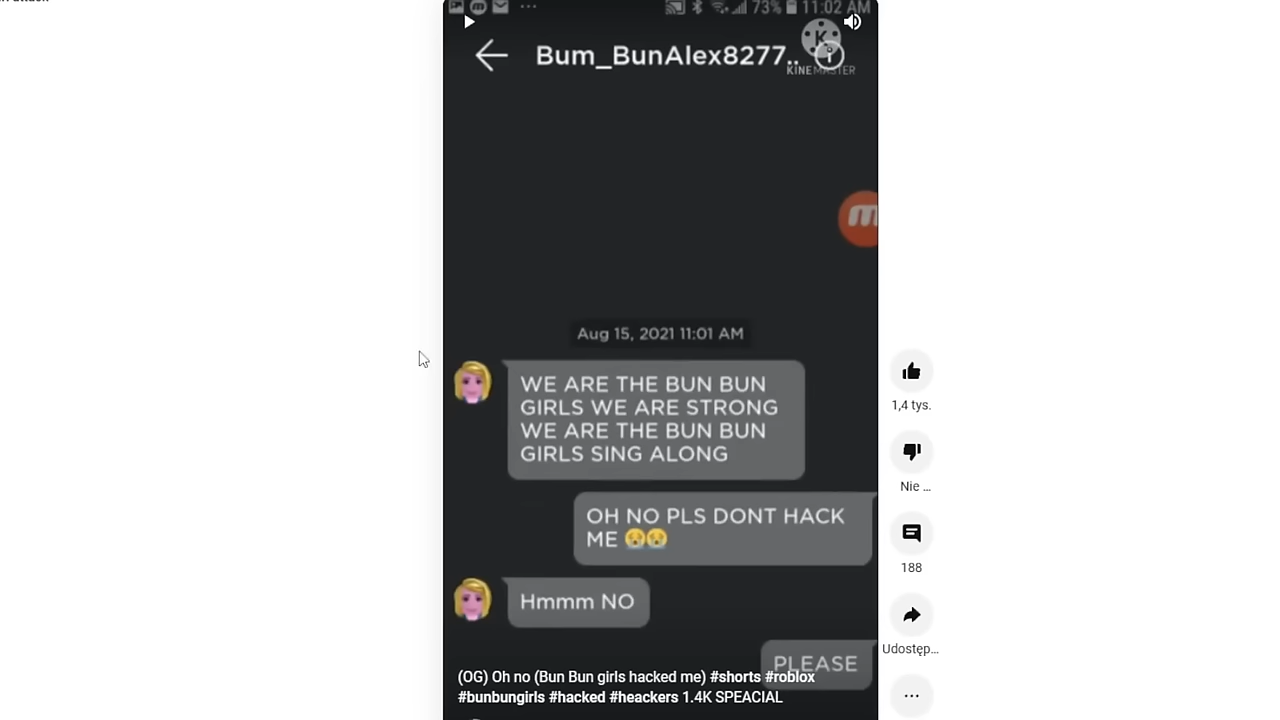 73% 11:02 AM
Bum_BunAlex8277..
KINEMASTER
Aug 15, 2021 11:01 AM
WE ARE THE BUN BUN
GIRLS WE ARE STRONG
WE ARE THE BUN BUN
GIRLS SING ALONG
OH NO PLS DONT HACK
ME 😭😭
Hmmm NO
PLEASE
(OG) Oh no (Bun Bun girls hacked me) #shorts #roblox
#bunbungirls #hacked #heackers 1.4K SPEACIAL
1,4 tys.
Nie ...
188
Udostęp...